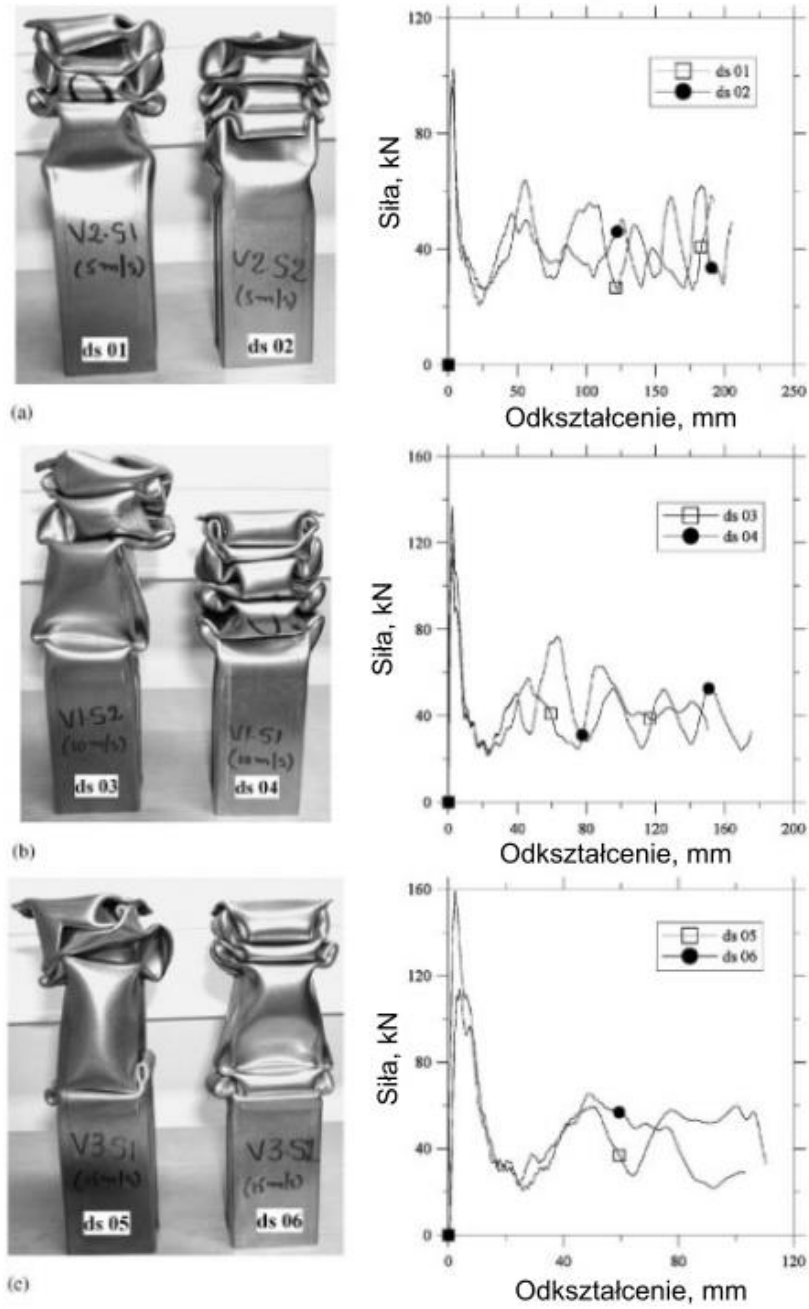 V2-S1
(5m/s)
ds 01
V2-S2
(5m/s)
ds 02
120
80
40
0
Siła, kN
ds 01
ds 02
0
50
100
150
200
250
Odkształcenie, mm
(a)
V1-S2
(10m/s)
ds 03
V1-S1
(10m/s)
ds 04
160
120
80
40
0
Siła, kN
ds 03
ds 04
0
40
80
120
160
200
Odkształcenie, mm
(b)
V3-S1
(15m/s)
ds 05
V3-S2
(15m/s)
ds 06
160
120
80
40
0
Siła, kN
ds 05
ds 06
0
40
80
120
Odkształcenie, mm
(c)